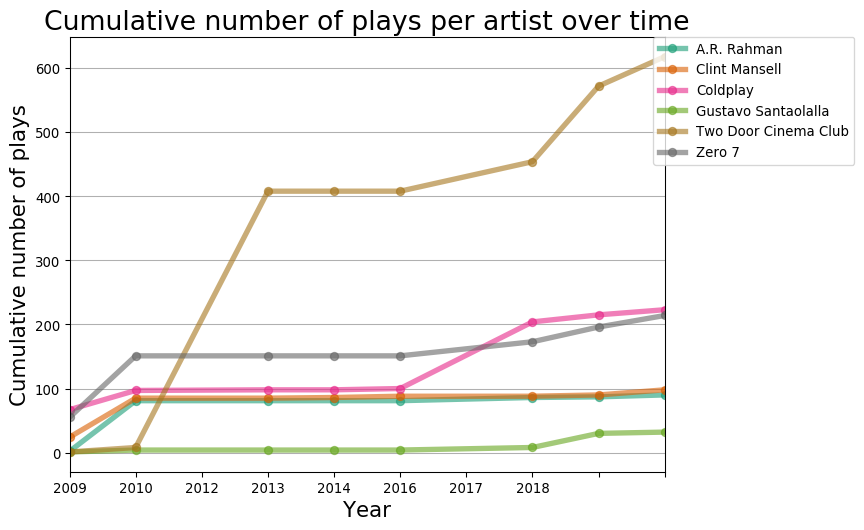 Cumulative number of plays per artist over time
A.R. Rahman
Clint Mansell
Coldplay
Gustavo Santaolalla
Two Door Cinema Club
Zero 7
Cumulative number of plays
600
500
400
300
200
100
0
2009 2010 2012 2013 2014 2016 2017 2018
Year